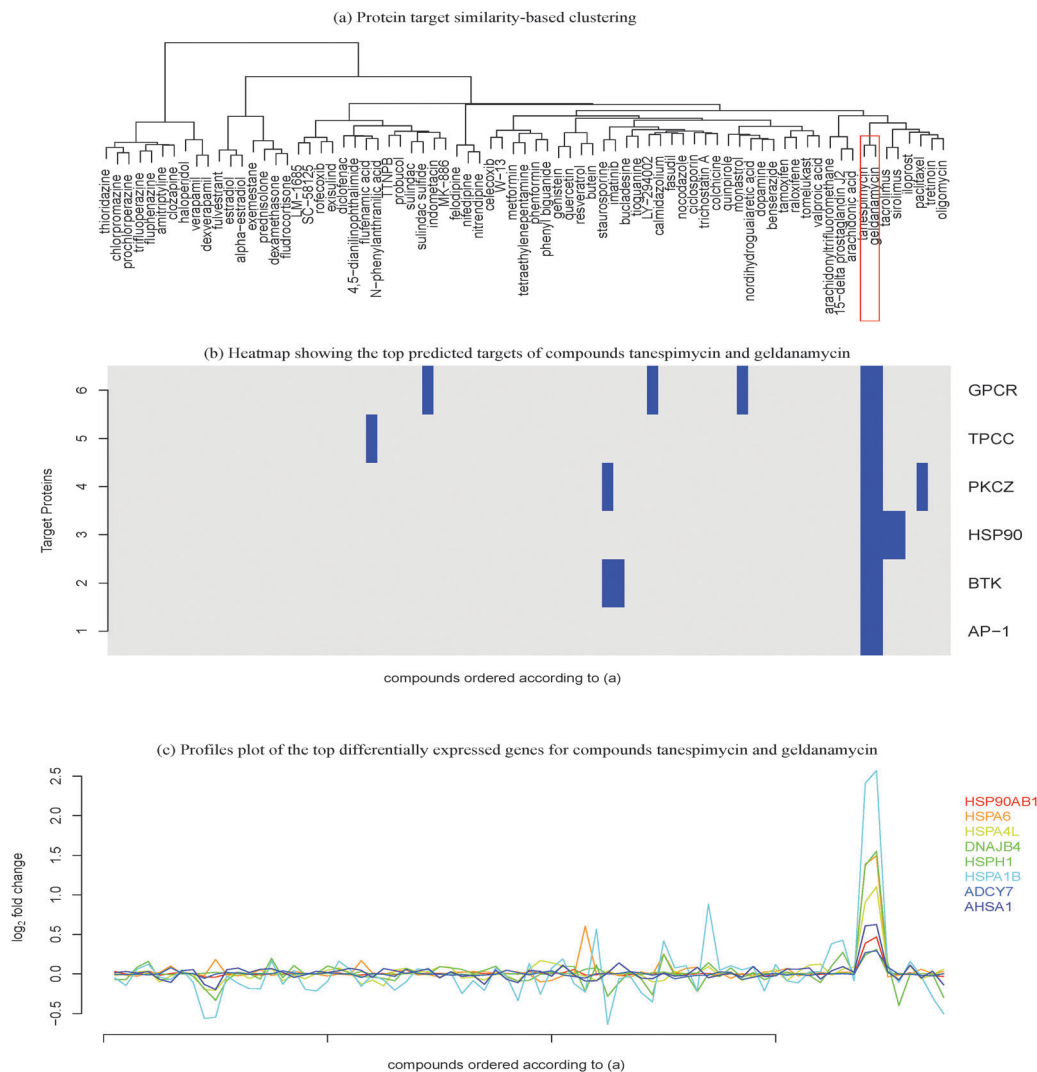 (a) Protein target similarity-based clustering
thioridazine
chlorpromazine
prochlorperazine
trifluoperazine
fluphenazine
amitriptyline
clozapine
haloperidol
verapamil
dexverapamil
fulvestrant
estradiol
alpha-estradiol
exemestane
prednisolone
dexamethasone
fludrocortisone
LM-1685
SC-58125
rofecoxib
exisulind
diclofenac
4,5-dianilinophthalimide
flufenamic acid
N-phenylanthranilic acid
TTNPB
probucol
sulindac
sulindac sulfide
indometacin
MK-886
felodipine
nifedipine
nitrendipine
celecoxib
W-13
metformin
tetraethylenepentamine
phenformin
phenyl biguanide
genistein
quercetin
resveratrol
butein
staurosporine
imatinib
bucladesine
tioguanine
LY-294002
calmidazolium
fasudil
nocodazole
ciclosporin
trichostatin A
colchicine
quinpirole
monastrol
nordihydroguaiaretic acid
dopamine
benserazide
tamoxifen
raloxifene
tomelukast
valproic acid
arachidonyltrifluoromethane
15-delta prostaglandin J2
arachidonic acid
tanespimycin
geldanamycin
tacrolimus
sirolimus
iloprost
paclitaxel
tretinoin
oligomycin
(b) Heatmap showing the top predicted targets of compounds tanespimycin and geldanamycin
Target Proteins
6
5
4
3
2
1
GPCR
TPCC
PKCZ
HSP90
BTK
AP-1
compounds ordered according to (a)
(c) Profiles plot of the top differentially expressed genes for compounds tanespimycin and geldanamycin
log2 fold change
2.5
2.0
1.5
1.0
0.5
0.0
-0.5
HSP90AB1
HSPA6
HSPA4L
DNAJB4
HSPH1
HSPA1B
ADCY7
AHSA1
compounds ordered according to (a)